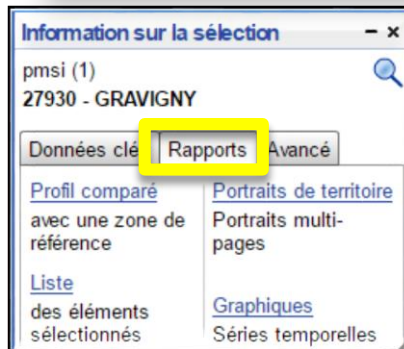 Information sur la sélection
pmsi (1)
27930 - GRAVIGNY
Données clé Rapports Avancé
Profil comparé
avec une zone de
référence
Liste
des éléments
sélectionnés
Portraits de territoire
Portraits multi-
pages
Graphiques
Séries temporelles